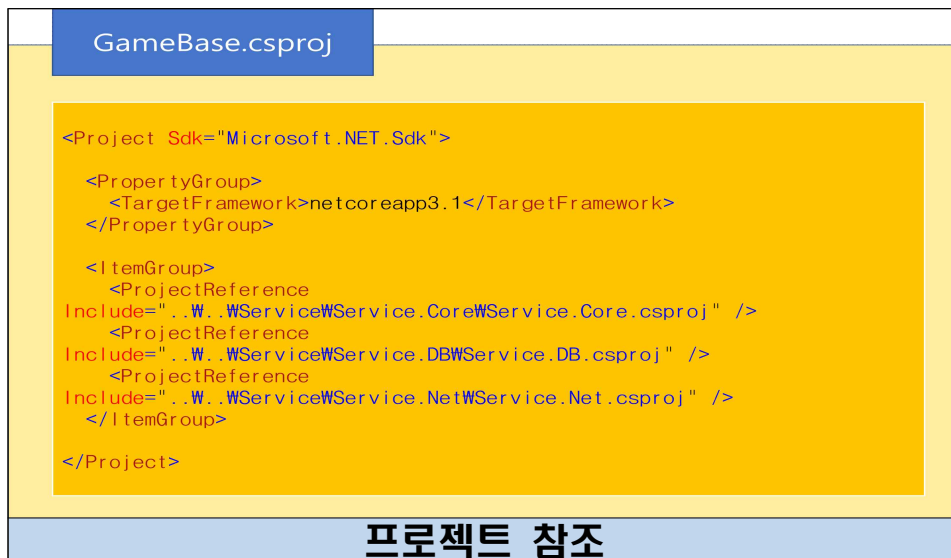 GameBase.csproj
<Project Sdk="Microsoft.NET.Sdk">
<PropertyGroup>
<TargetFramework>netcoreapp3.1</TargetFramework>
</PropertyGroup>
<ItemGroup>
<ProjectReference
Include="..₩..₩Service₩Service.Core₩Service.Core.csproj" />
<ProjectReference
Include="..₩..₩Service₩Service.DB₩Service.DB.csproj" />
<ProjectReference
Include="..₩..₩Service₩Service.Net₩Service.Net.csproj" />
</ItemGroup>
</Project>
프로젝트 참조